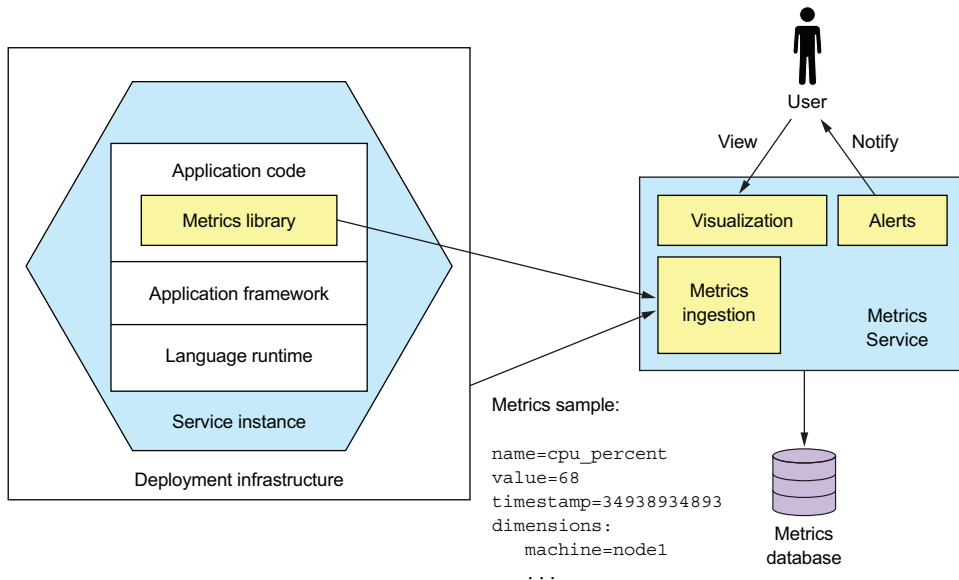 Application code
Metrics library
Application framework
Language runtime
Service instance
Deployment infrastructure
User
View
Notify
Visualization
Alerts
Metrics
ingestion
Metrics
Service
Metrics sample:
name=cpu_percent
value=68
timestamp=34938934893
dimensions:
machine=node1
...
Metrics
database